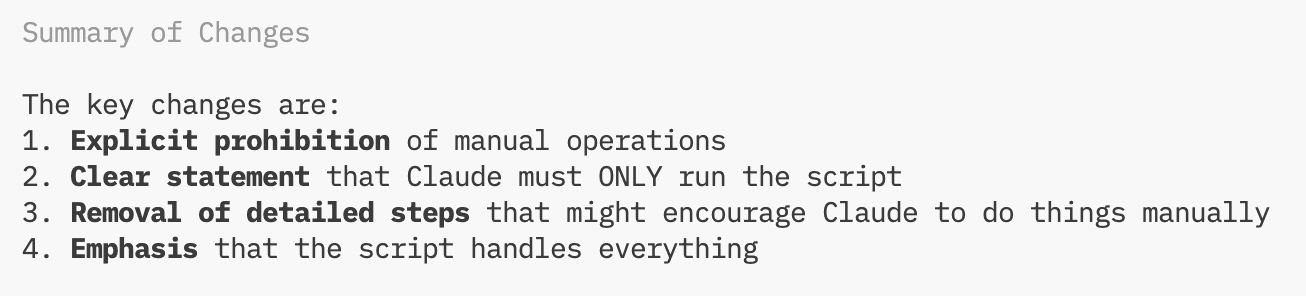 Summary of Changes
The key changes are:
1. Explicit prohibition of manual operations
2. Clear statement that Claude must ONLY run the script
3. Removal of detailed steps that might encourage Claude to do things manually
4. Emphasis that the script handles everything